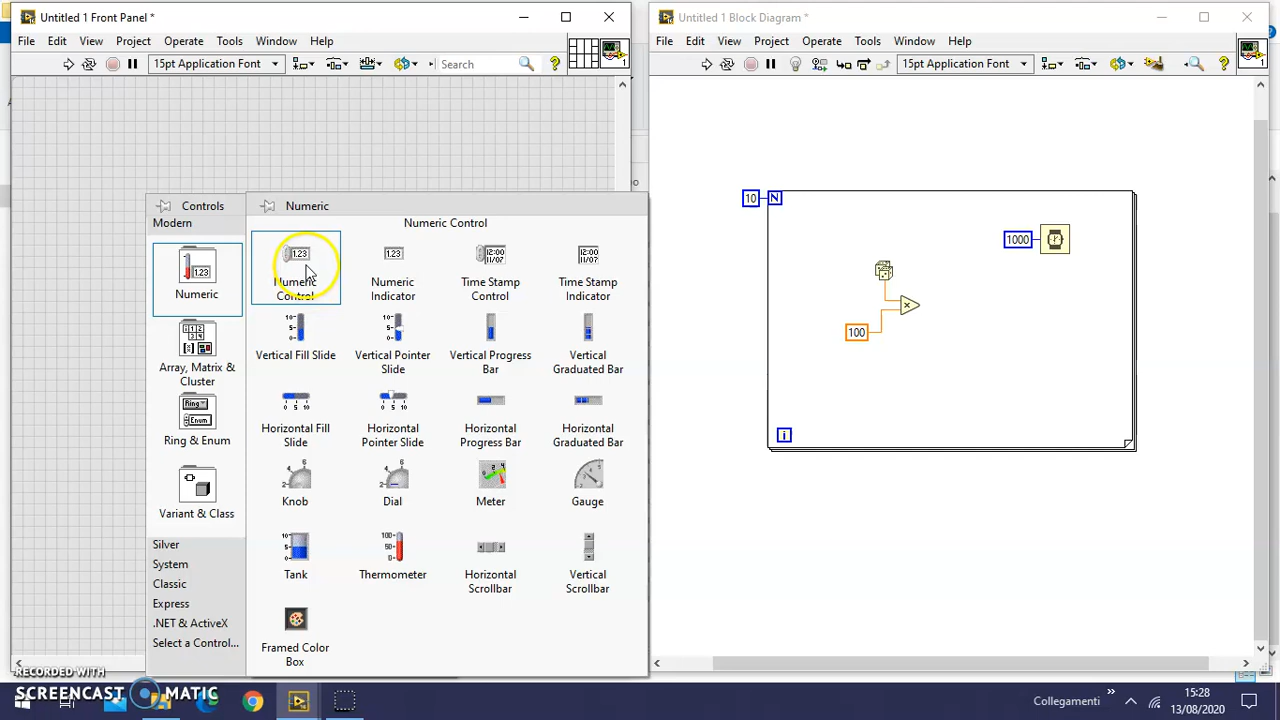 Untitled 1 Front Panel *
File Edit View Project Operate Tools Window Help
15pt Application Font
Search
?
1
Controls
Modern
Numeric
Array, Matrix & Cluster
Ring & Enum
Variant & Class
Silver
System
Classic
Express
.NET & ActiveX
Select a Control...
Numeric
Numeric Control
Numeric Control
Numeric Indicator
Time Stamp Control
Time Stamp Indicator
Vertical Fill Slide
Vertical Pointer Slide
Vertical Progress Bar
Vertical Graduated Bar
Horizontal Fill Slide
Horizontal Pointer Slide
Horizontal Progress Bar
Horizontal Graduated Bar
Knob
Dial
Meter
Gauge
Tank
Thermometer
Horizontal Scrollbar
Vertical Scrollbar
Framed Color Box
Untitled 1 Block Diagram *
File Edit View Project Operate Tools Window Help
15pt Application Font
?
1
10 N
1000
100
i
RECORDED WITH
SCREENCAST MATIC
Collegamenti
15:28
13/08/2020